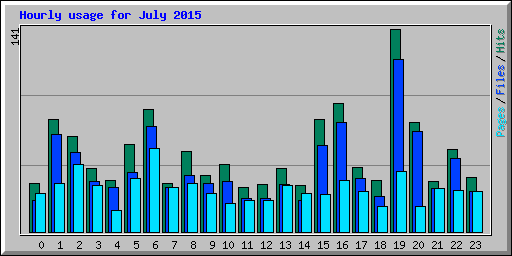 Hourly usage for July 2015
141
Pages / Files / Hits
0 1 2 3 4 5 6 7 8 9 10 11 12 13 14 15 16 17 18 19 20 21 22 23